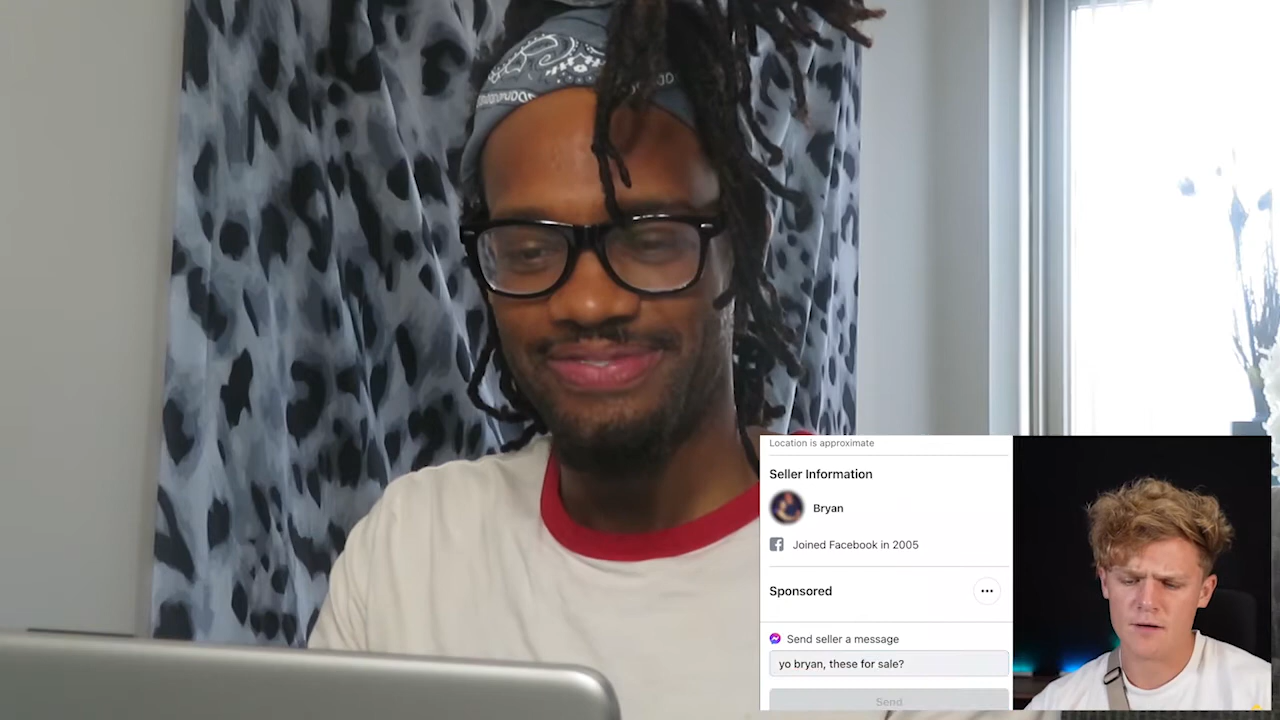 Location is approximate
Seller Information
Bryan
Joined Facebook in 2005
Sponsored
Send seller a message
yo bryan, these for sale?
Send